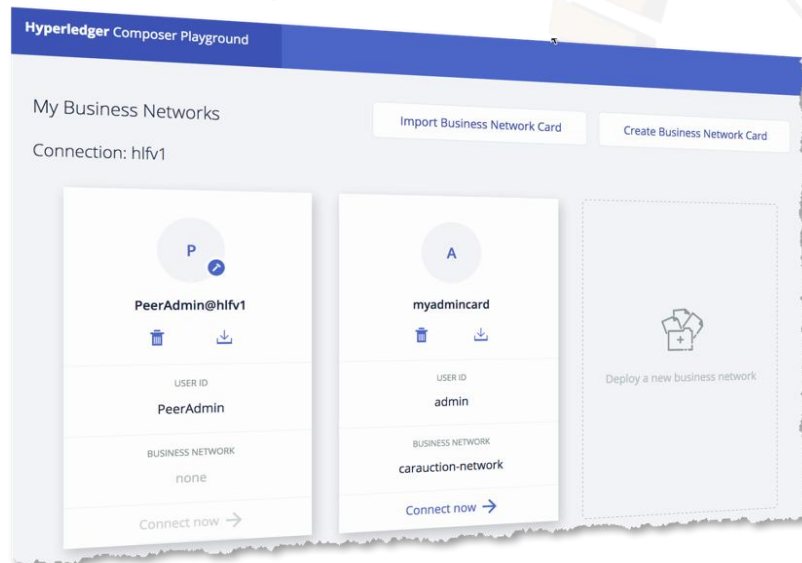 Hyperledger Composer Playground
My Business Networks
Import Business Network Card
Create Business Network Card
Connection: hlfv1
P
PeerAdmin@hlfv1
USER ID
PeerAdmin
BUSINESS NETWORK
none
Connect now →
A
myadmincard
USER ID
admin
BUSINESS NETWORK
carauction-network
Connect now →
Deploy a new business network